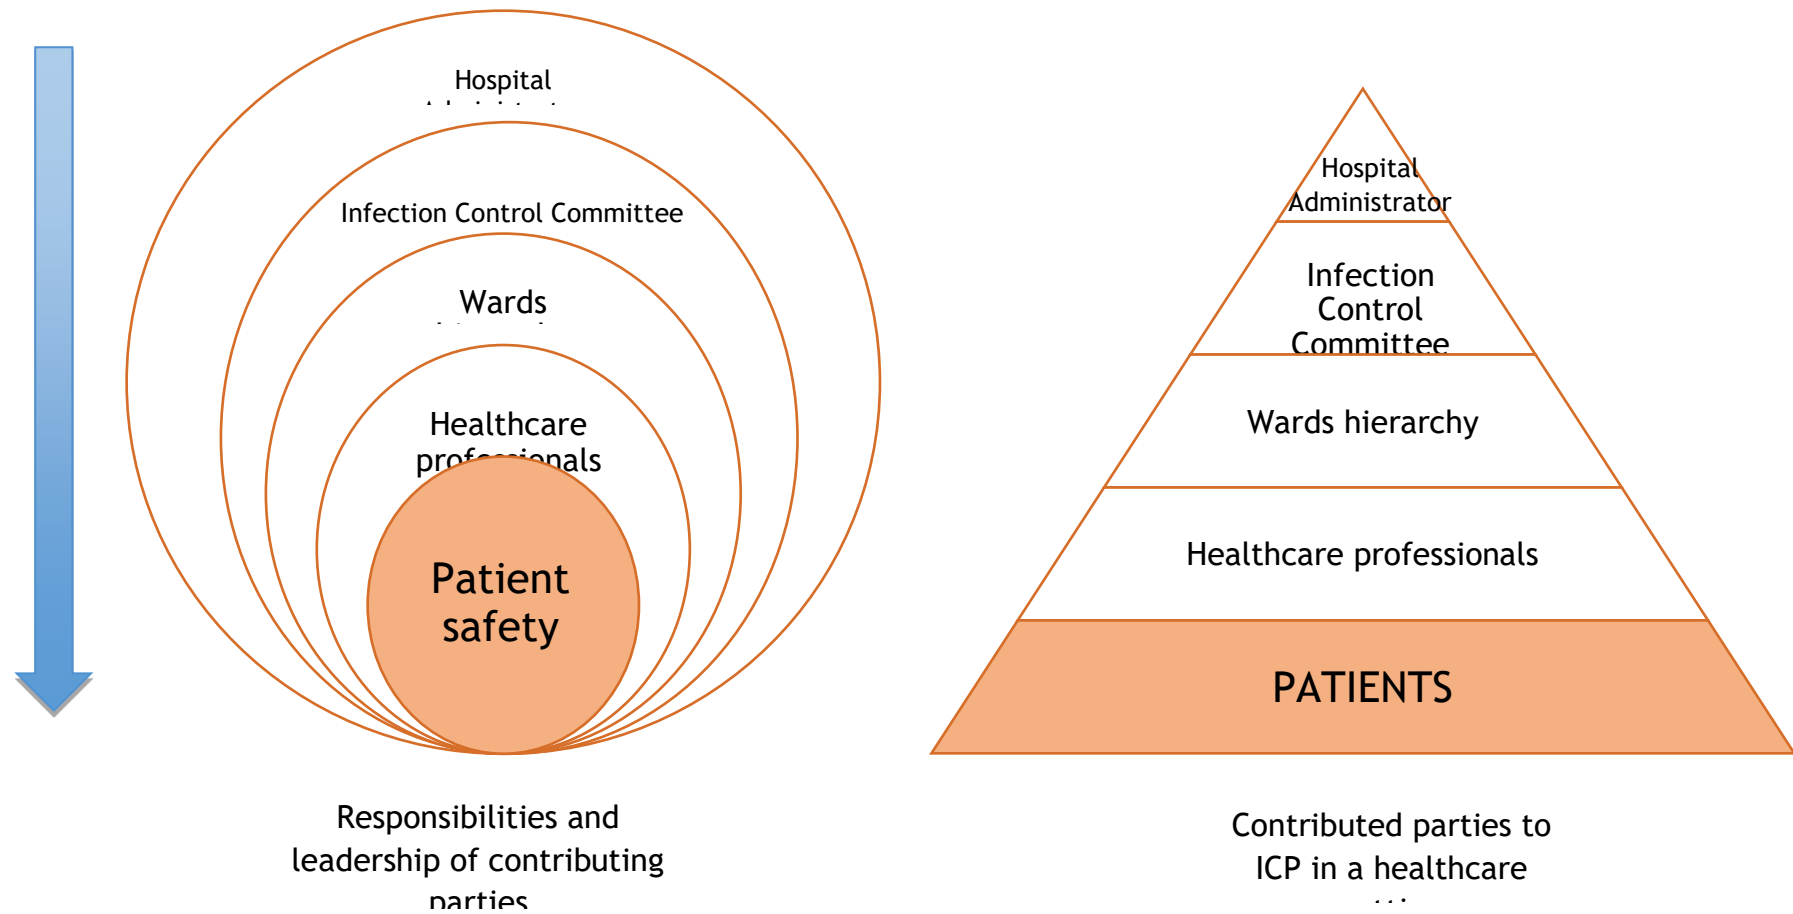 Hospital
Infection Control Committee
Wards
Healthcare
professionals
Patient
safety
Responsibilities and
leadership of contributing
parties
Hospital
Administrator
Infection
Control
Committee
Wards hierarchy
Healthcare professionals
PATIENTS
Contributed parties to
ICP in a healthcare